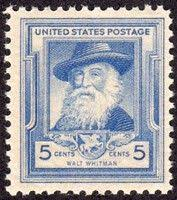 UNITED STATES POSTAGE
5 CENTS CENTS 5
WALT WHITMAN